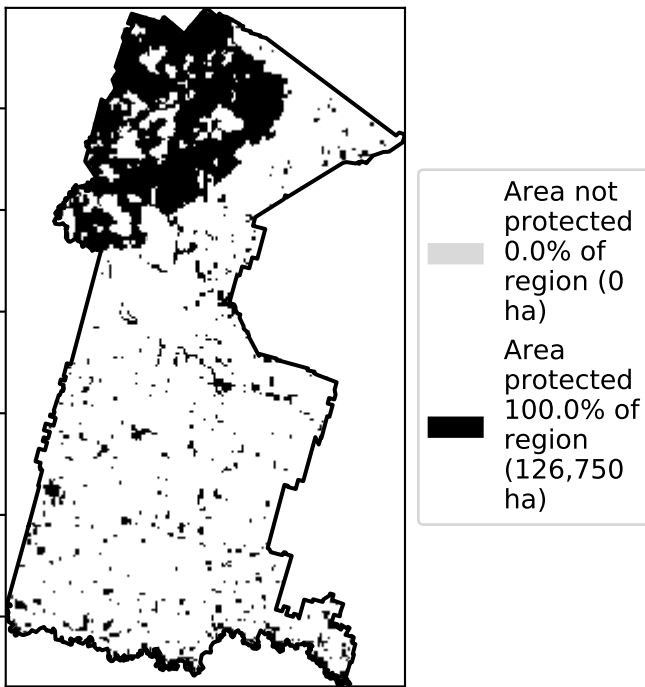 Area not
protected
0.0% of
region (0
ha)
Area
protected
100.0% of
region
(126,750
ha)